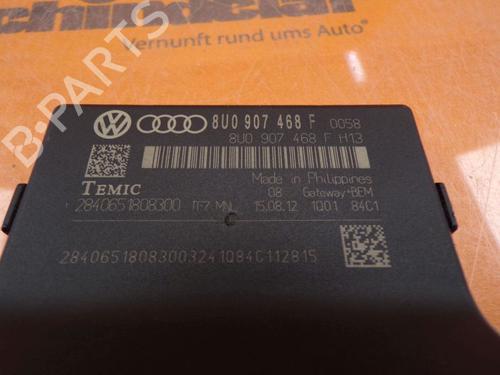 Vernunft rund ums Auto
8U0 907 468 F 0058
8U0 907 468 F H13
TEMIC
Made in Philippines
08 Gateway+BEM
2840651808300 TF7 MNL 15.08.12 1Q01 84C1
28406518083003241Q84C112815
B-PARTS